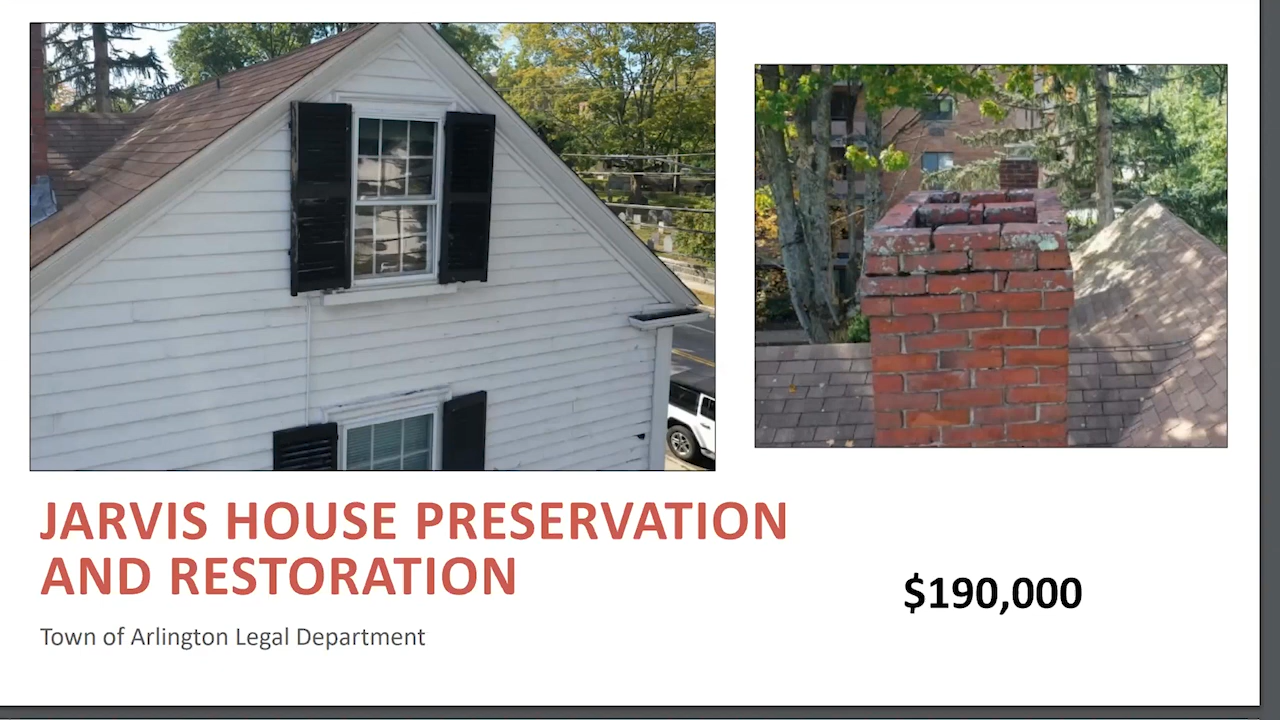 JARVIS HOUSE PRESERVATION
AND RESTORATION
Town of Arlington Legal Department
$190,000